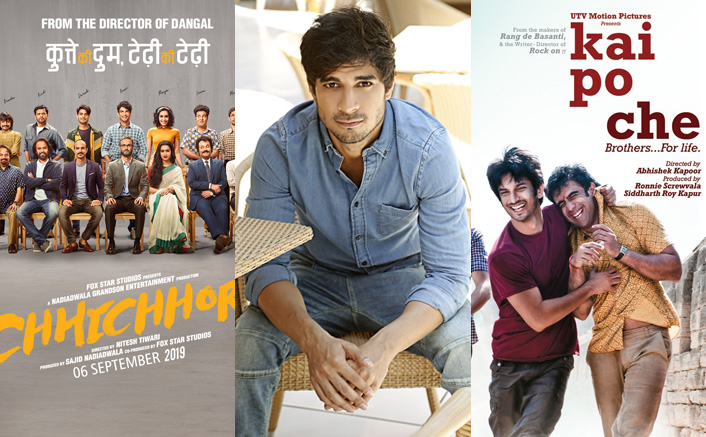 FROM THE DIRECTOR OF DANGAL
कुत्ते की दुम, टेढ़ी की टेढ़ी
FOX STAR STUDIOS PRESENTS
A NADIADWALA GRANDSON ENTERTAINMENT PRODUCTION
CHHICHHOR
DIRECTED BY NITESH TIWARI
PRODUCED BY SAJID NADIADWALA CO-PRODUCED BY FOX STAR STUDIOS
06 SEPTEMBER 2019
UTV Motion Pictures
Presents
From the makers of
Rang de Basanti,
& the Writer-Director of
Rock on !!
kai
po
che
Brothers...For life.
Directed by
Abhishek Kapoor
Produced by
Ronnie Screwvala
Siddharth Roy Kapur